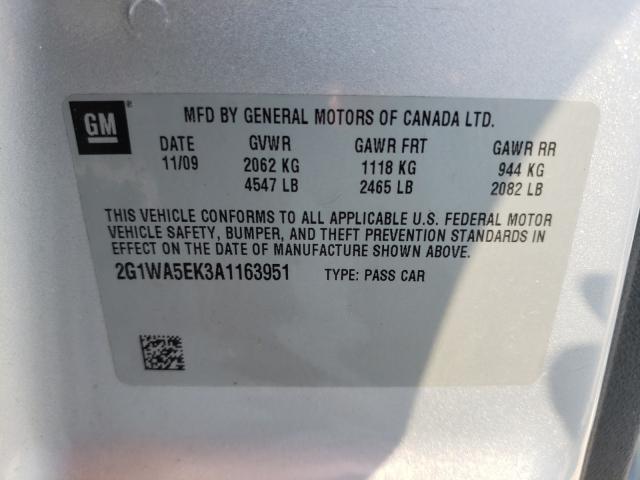 GM
MFD BY GENERAL MOTORS OF CANADA LTD.
DATE GVWR GAWR FRT GAWR RR
11/09 2062 KG 1118 KG 944 KG
4547 LB 2465 LB 2082 LB
THIS VEHICLE CONFORMS TO ALL APPLICABLE U.S. FEDERAL MOTOR
VEHICLE SAFETY, BUMPER, AND THEFT PREVENTION STANDARDS IN
EFFECT ON THE DATE OF MANUFACTURE SHOWN ABOVE.
2G1WA5EK3A1163951 TYPE: PASS CAR